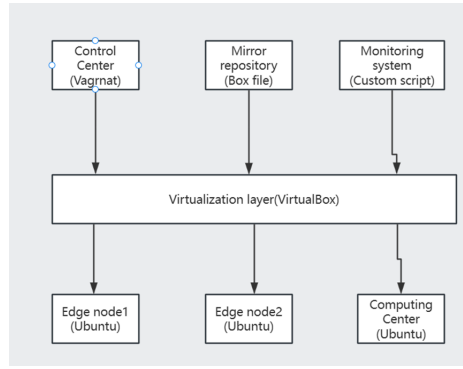 Control
Center
(Vagrnat)
Mirror
repository
(Box file)
Monitoring
system
(Custom script)
Virtualization layer(VirtualBox)
Edge node1
(Ubuntu)
Edge node2
(Ubuntu)
Computing
Center
(Ubuntu)